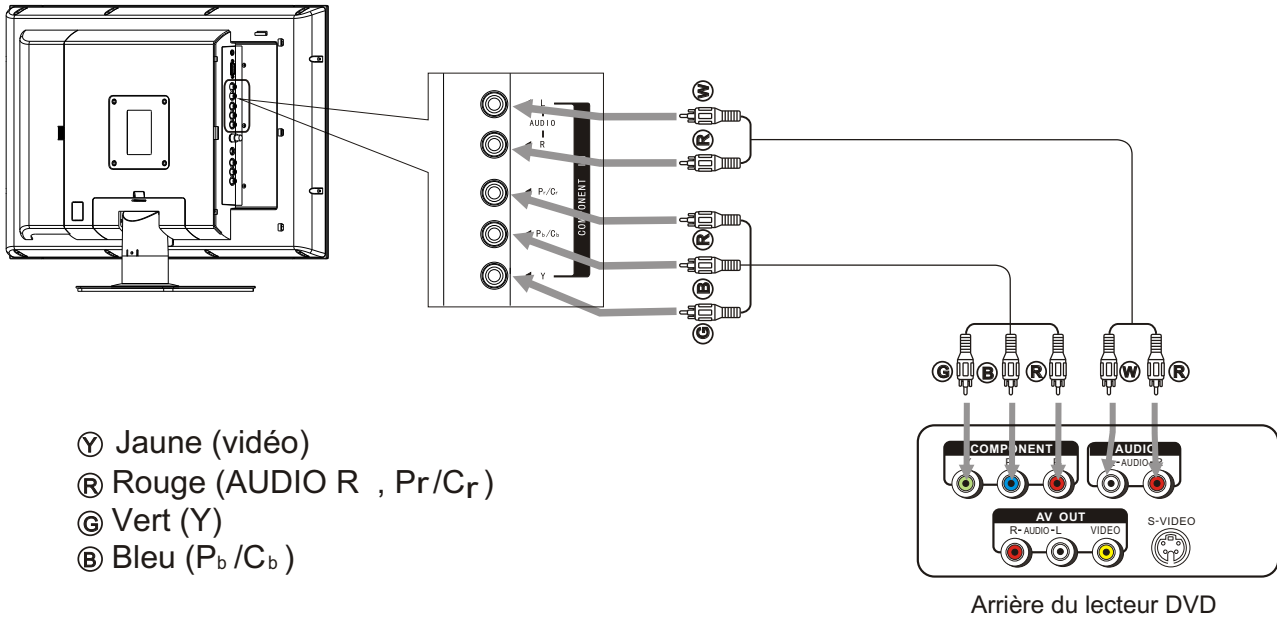 L
AUDIO
R
Pr/Cr
Pb/Cb
Y
COMPONENT
W
R
R
B
G
G
B
R
W
R
Ⓨ Jaune (vidéo)
Ⓡ Rouge (AUDIO R , Pr/Cr)
Ⓖ Vert (Y)
Ⓑ Bleu (Pb /Cb )
COMPONENT
AUDIO
-AUDIO-
AV OUT
R-AUDIO-L VIDEO
S-VIDEO
Arrière du lecteur DVD